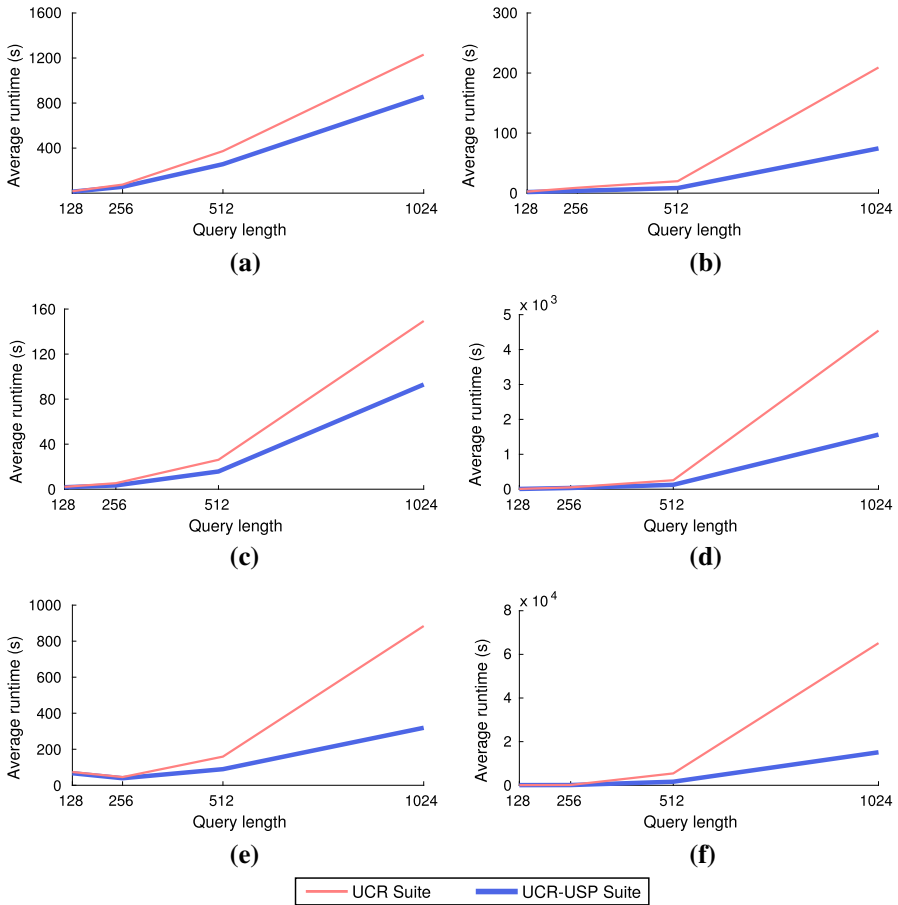 1600
1200
800
400
128
256
512
1024
Average runtime (s)
Query length
(a)
300
200
100
0
128
256
512
1024
Average runtime (s)
Query length
(b)
160
120
80
40
0
128
256
512
1024
Average runtime (s)
Query length
(c)
x 10^3
5
4
3
2
1
0
128
256
512
1024
Average runtime (s)
Query length
(d)
1000
800
600
400
200
0
128
256
512
1024
Average runtime (s)
Query length
(e)
x 10^4
8
6
4
2
0
128
256
512
1024
Average runtime (s)
Query length
(f)
UCR Suite
UCR-USP Suite